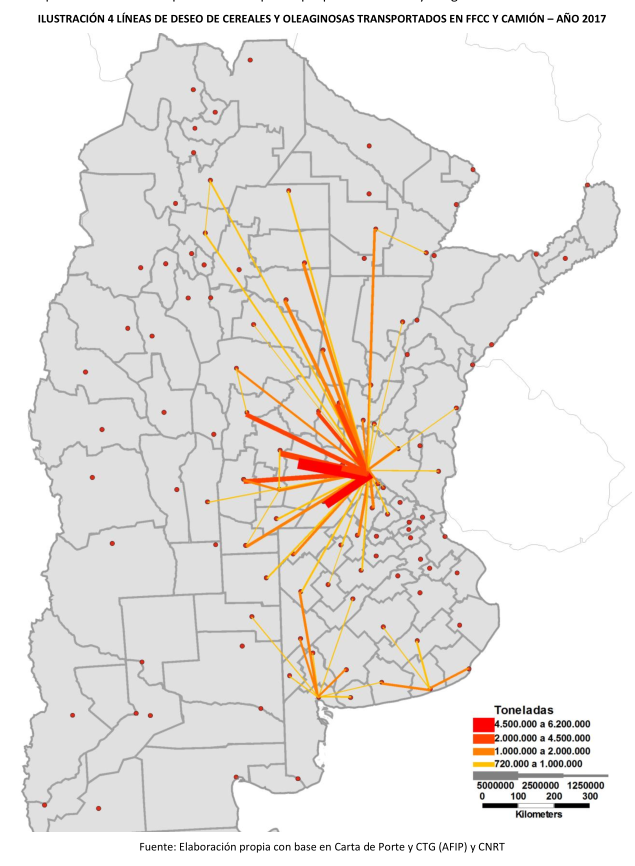 ILUSTRACIÓN 4 LÍNEAS DE DESEO DE CEREALES Y OLEAGINOSAS TRANSPORTADOS EN FFCC Y CAMIÓN – AÑO 2017
Toneladas
4.500.000 a 6.200.000
2.000.000 a 4.500.000
1.000.000 a 2.000.000
720.000 a 1.000.000
5000000 2500000 1250000
0 100 200 300
Kilometers
Fuente: Elaboración propia con base en Carta de Porte y CTG (AFIP) y CNRT